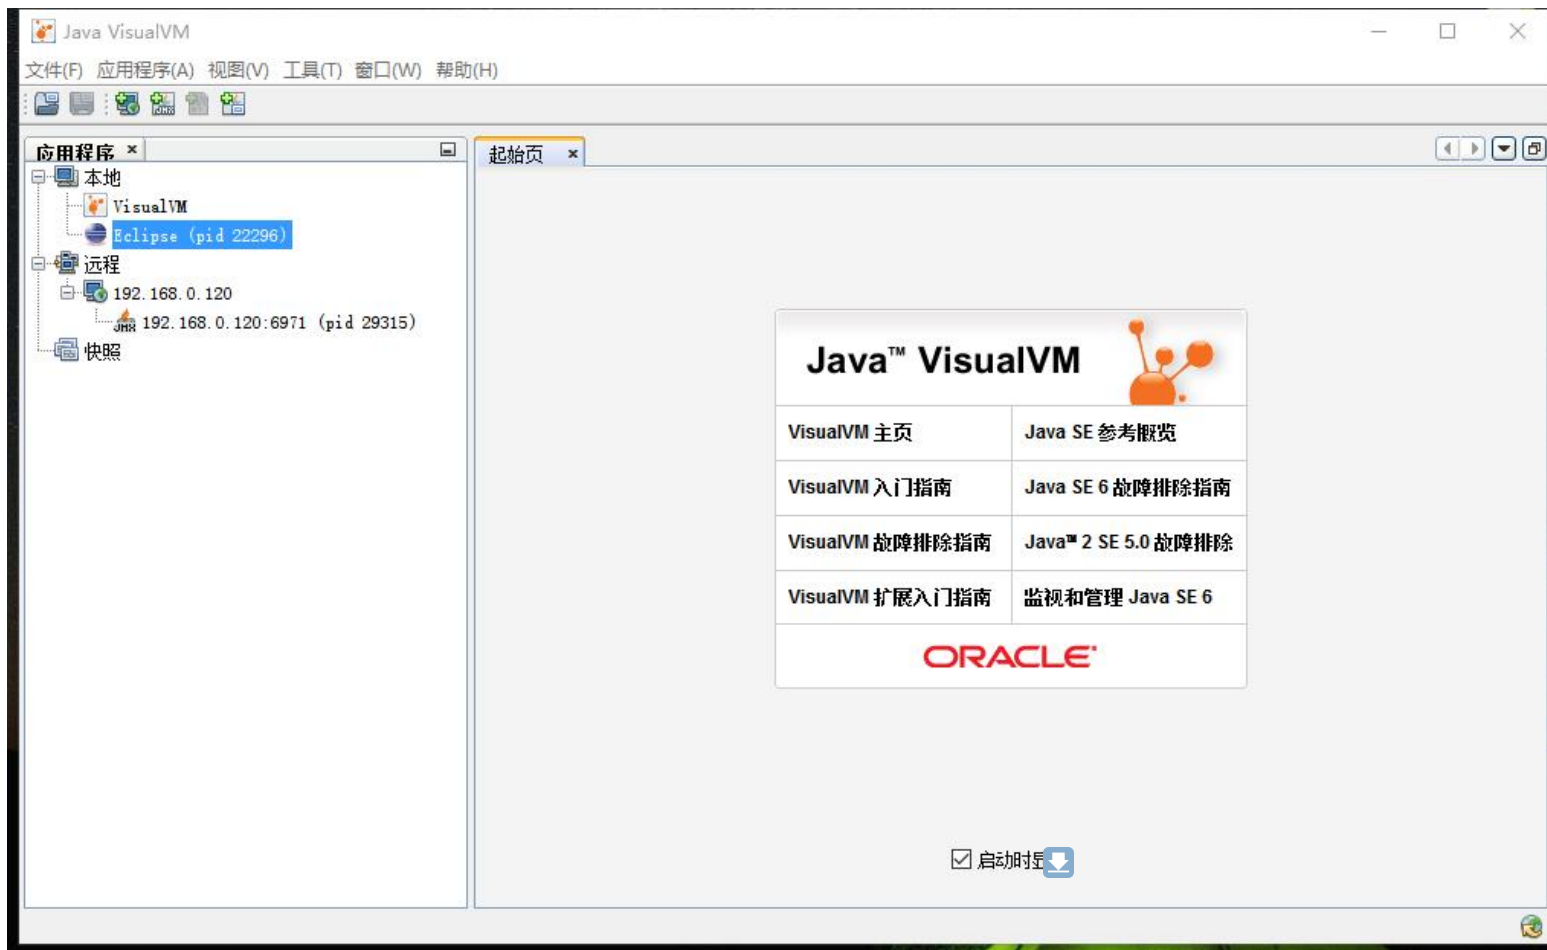 Java VisualVM
文件(F) 应用程序(A) 视图(V) 工具(T) 窗口(W) 帮助(H)
应用程序
起始页
本地
VisualVM
Eclipse (pid 22296)
远程
192.168.0.120
JMX 192.168.0.120:6971 (pid 29315)
快照
Java™ VisualVM
VisualVM 主页
Java SE 参考概览
VisualVM 入门指南
Java SE 6 故障排除指南
VisualVM 故障排除指南
Java™ 2 SE 5.0 故障排除
VisualVM 扩展入门指南
监视和管理 Java SE 6
ORACLE
启动时